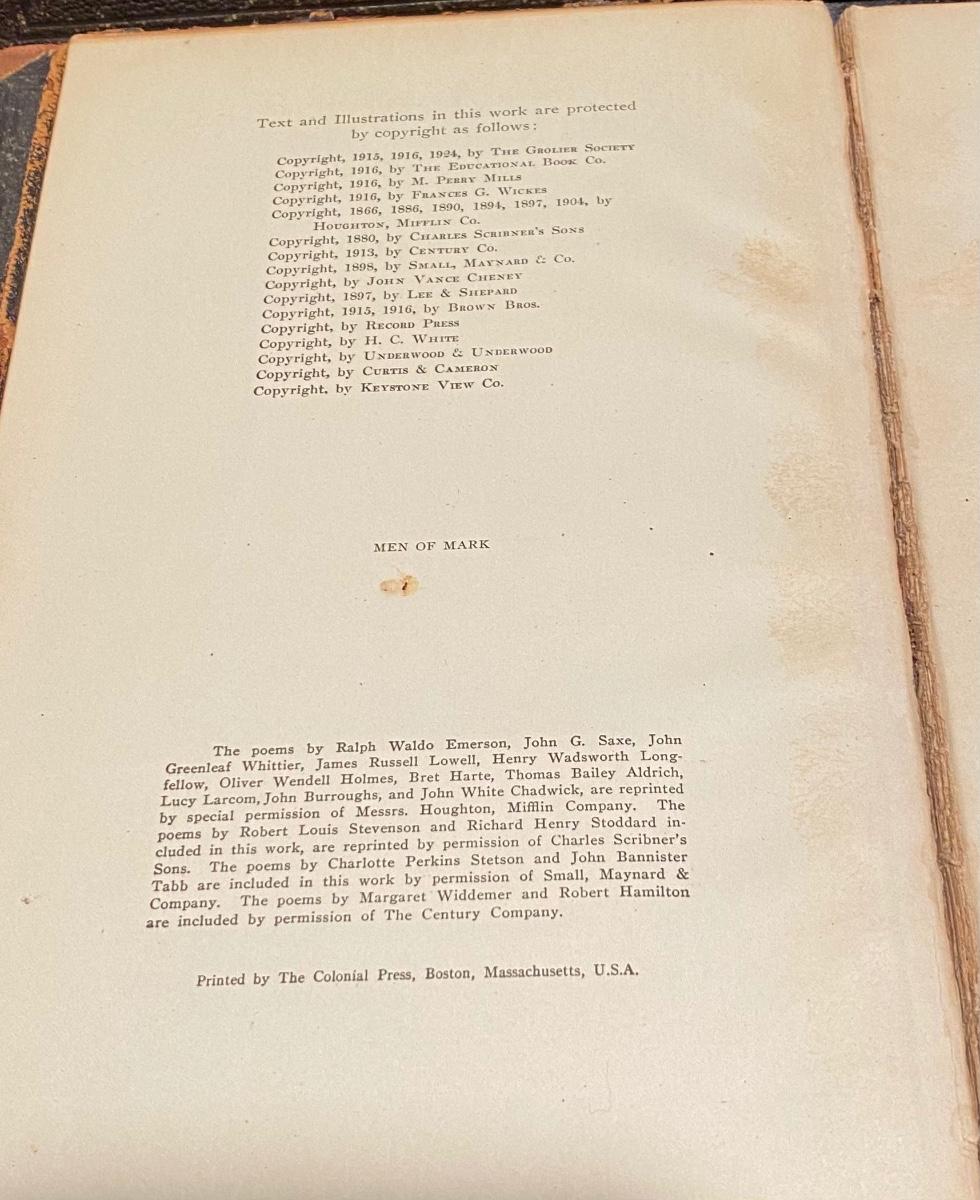 Text and Illustrations in this work are protected
by copyright as follows:
Copyright, 1915, 1916, 1924, by The Grolier Society
Copyright, 1916, by The Educational Book Co.
Copyright, 1916, by M. Perry Mills
Copyright, 1916, by Frances G. Wickes
Copyright, 1866, 1886, 1890, 1894, 1897, 1904, by
Houghton, Mifflin Co.
Copyright, 1880, by Charles Scribner's Sons
Copyright, 1913, by Century Co.
Copyright, 1898, by Small, Maynard & Co.
Copyright, by John Vance Cheney
Copyright, 1897, by Lee & Shepard
Copyright, 1915, 1916, by Brown Bros.
Copyright, by Record Press
Copyright, by H. C. White
Copyright, by Underwood & Underwood
Copyright, by Curtis & Cameron
Copyright, by Keystone View Co.
MEN OF MARK
The poems by Ralph Waldo Emerson, John G. Saxe, John
Greenleaf Whittier, James Russell Lowell, Henry Wadsworth Long-
fellow, Oliver Wendell Holmes, Bret Harte, Thomas Bailey Aldrich,
Lucy Larcom, John Burroughs, and John White Chadwick, are reprinted
by special permission of Messrs. Houghton, Mifflin Company. The
poems by Robert Louis Stevenson and Richard Henry Stoddard in-
cluded in this work, are reprinted by permission of Charles Scribner's
Sons. The poems by Charlotte Perkins Stetson and John Bannister
Tabb are included in this work by permission of Small, Maynard &
Company. The poems by Margaret Widdemer and Robert Hamilton
are included by permission of The Century Company.
Printed by The Colonial Press, Boston, Massachusetts, U.S.A.